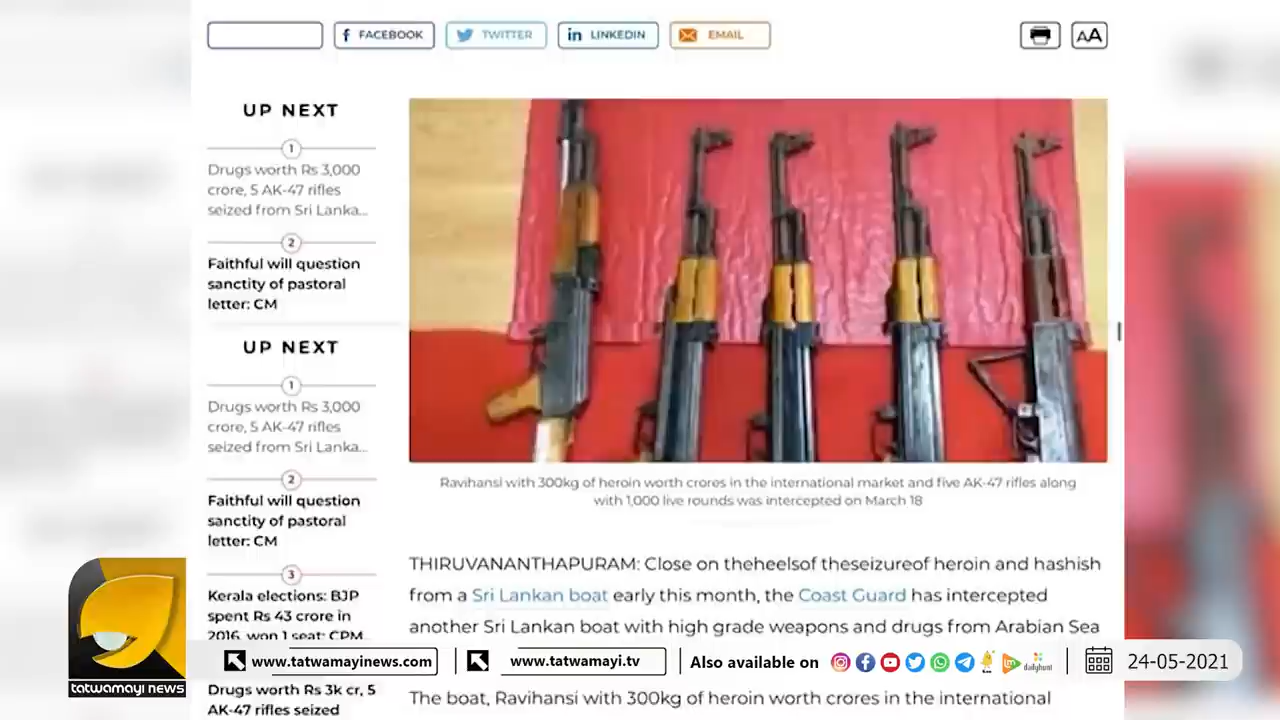 FACEBOOK
TWITTER
LINKEDIN
EMAIL
AA
UP NEXT
1
Drugs worth Rs 3,000
crore, 5 AK-47 rifles
seized from Sri Lanka...
2
Faithful will question
sanctity of pastoral
letter: CM
UP NEXT
1
Drugs worth Rs 3,000
crore, 5 AK-47 rifles
seized from Sri Lanka...
2
Faithful will question
sanctity of pastoral
letter: CM
3
Kerala elections: BJP
spent Rs 43 crore in
2016, won 1 seat: CPM
Drugs worth Rs 3k cr, 5
AK-47 rifles seized
Ravihansi with 300kg of heroin worth crores in the international market and five AK-47 rifles along
with 1,000 live rounds was intercepted on March 18
THIRUVANANTHAPURAM: Close on theheelsof theseizureof heroin and hashish
from a Sri Lankan boat early this month, the Coast Guard has intercepted
another Sri Lankan boat with high grade weapons and drugs from Arabian Sea
The boat, Ravihansi with 300kg of heroin worth crores in the international
tatwamayi news
www.tatwamayinews.com
www.tatwamayi.tv
Also available on
dailyhunt
24-05-2021